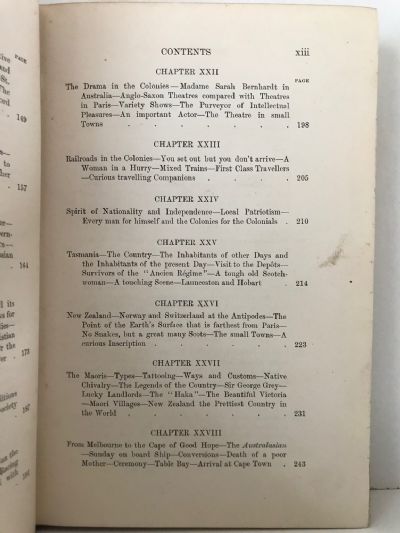 PAGE
149
157
164
173
187
194
CONTENTS xiii
CHAPTER XXII
PAGE
The Drama in the Colonies—Madame Sarah Bernhardt in
Australia—Anglo-Saxon Theatres compared with Theatres
in Paris—Variety Shows—The Purveyor of Intellectual
Pleasures—An important Actor—The Theatre in small
Towns . . . . . . . 198
CHAPTER XXIII
Railroads in the Colonies—You set out but you don't arrive—A
Woman in a Hurry—Mixed Trains—First Class Travellers
—Curious travelling Companions . . . . 205
CHAPTER XXIV
Spirit of Nationality and Independence—Local Patriotism—
Every man for himself and the Colonies for the Colonials . 210
CHAPTER XXV
Tasmania—The Country—The Inhabitants of other Days and
the Inhabitants of the present Day—Visit to the Depôts—
Survivors of the "Ancien Régime"—A tough old Scotch-
woman—A touching Scene—Launceston and Hobart . 214
CHAPTER XXVI
New Zealand—Norway and Switzerland at the Antipodes—The
Point of the Earth's Surface that is farthest from Paris—
No Snakes, but a great many Scots—The small Towns—A
curious Inscription . . . . . . 223
CHAPTER XXVII
The Maoris—Types—Tattooing—Ways and Customs—Native
Chivalry—The Legends of the Country—Sir George Grey—
Lucky Landlords—The "Haka"—The Beautiful Victoria
—Maori Villages—New Zealand the Prettiest Country in
the World . . . . . . . 231
CHAPTER XXVIII
From Melbourne to the Cape of Good Hope—The Australasian
—Sunday on board Ship—Conversions—Death of a poor
Mother—Ceremony—Table Bay—Arrival at Cape Town . 243